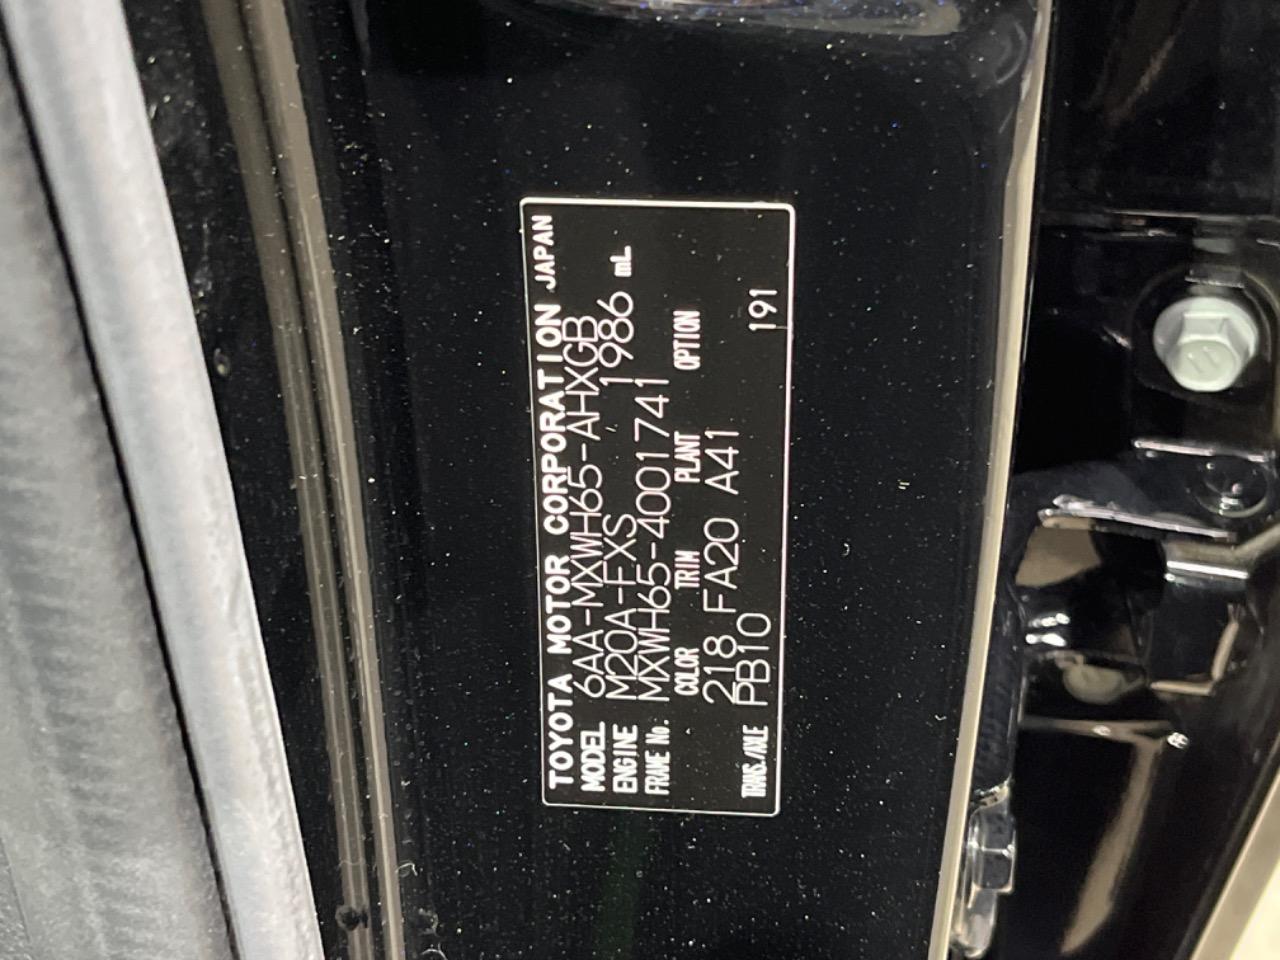 TOYOTA MOTOR CORPORATION JAPAN
MODEL 6AA-MXWH65-AHXGB
ENGINE M20A-FXS 1986 mL
FRAME No. MXWH65-4001741
COLOR TRIM PLANT OPTION
218 FA20 A41
TRANS./AXLE PB10 191